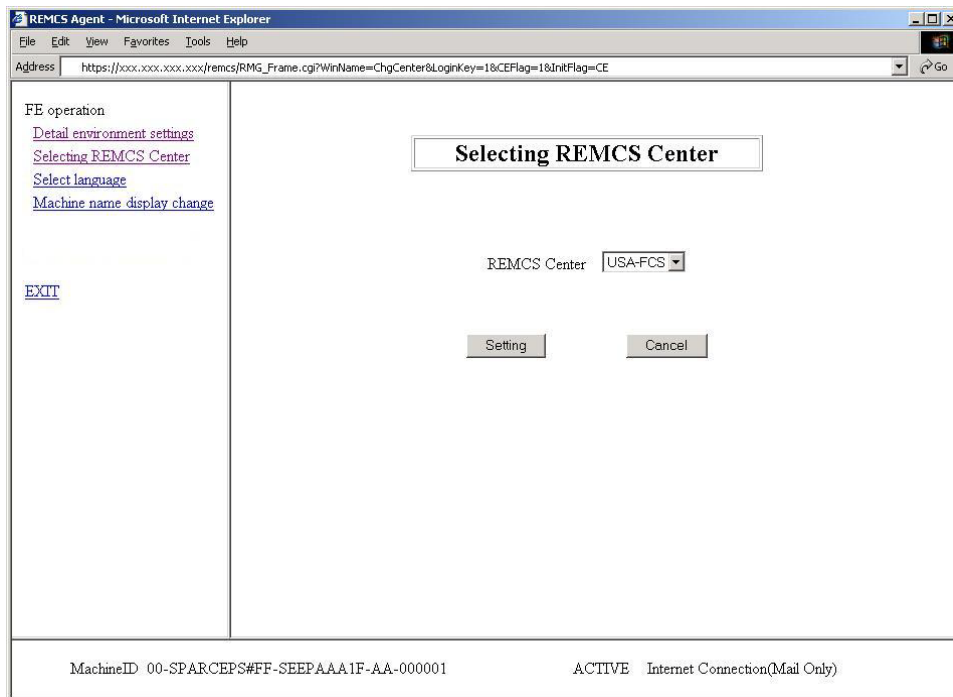 REMCS Agent - Microsoft Internet Explorer
File Edit View Favorites Tools Help
Address https://xxx.xxx.xxx.xxx/remcs/RMG_Frame.cgi?WinName=ChgCenter&LoginKey=1&CEFlag=1&InitFlag=CE Go
FE operation
Detail environment settings
Selecting REMCS Center
Select language
Machine name display change
EXIT
Selecting REMCS Center
REMCS Center USA-FCS
Setting Cancel
MachineID 00-SPARCEPS#FF-SEEPAAA1F-AA-000001 ACTIVE Internet Connection(Mail Only)